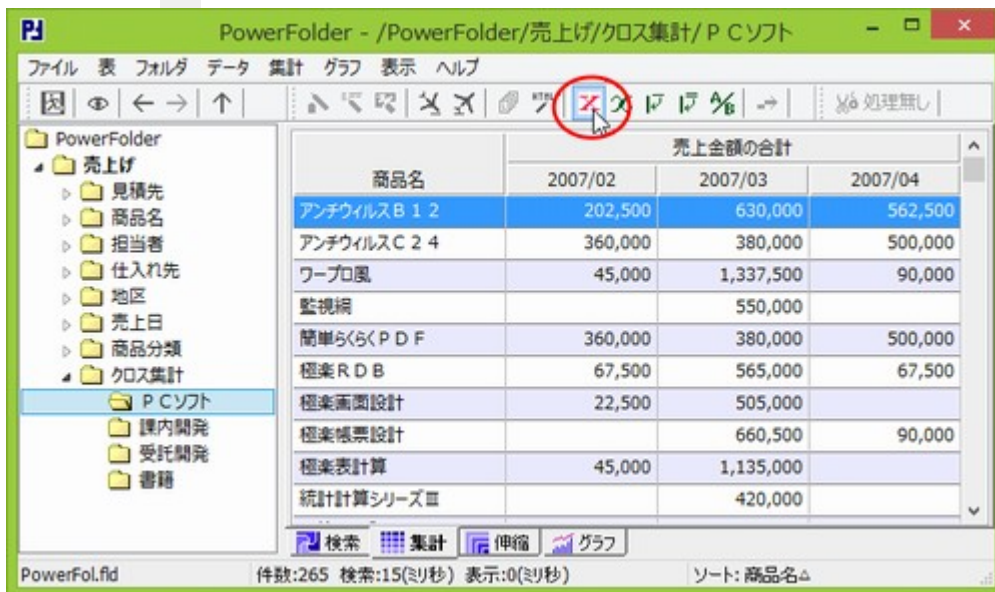 PowerFolder - /PowerFolder/売上げ/クロス集計/ＰＣソフト
ファイル 表 フォルダ データ 集計 グラフ 表示 ヘルプ
処理無し
PowerFolder
売上げ
見積先
商品名
担当者
仕入れ先
地区
売上日
商品分類
クロス集計
ＰＣソフト
課内開発
受託開発
書籍
売上金額の合計
商品名 2007/02 2007/03 2007/04
アンチウィルスＢ１２ 202,500 630,000 562,500
アンチウィルスＣ２４ 360,000 380,000 500,000
ワープロ風 45,000 1,337,500 90,000
監視網 550,000
簡単らくらくＰＤＦ 360,000 380,000 500,000
極楽ＲＤＢ 67,500 565,000 67,500
極楽画面設計 22,500 505,000
極楽帳票設計 660,500 90,000
極楽表計算 45,000 1,135,000
統計計算シリーズⅢ 420,000
検索 集計 伸縮 グラフ
PowerFol.fld 件数:265 検索:15(ミリ秒) 表示:0(ミリ秒) ソート: 商品名△